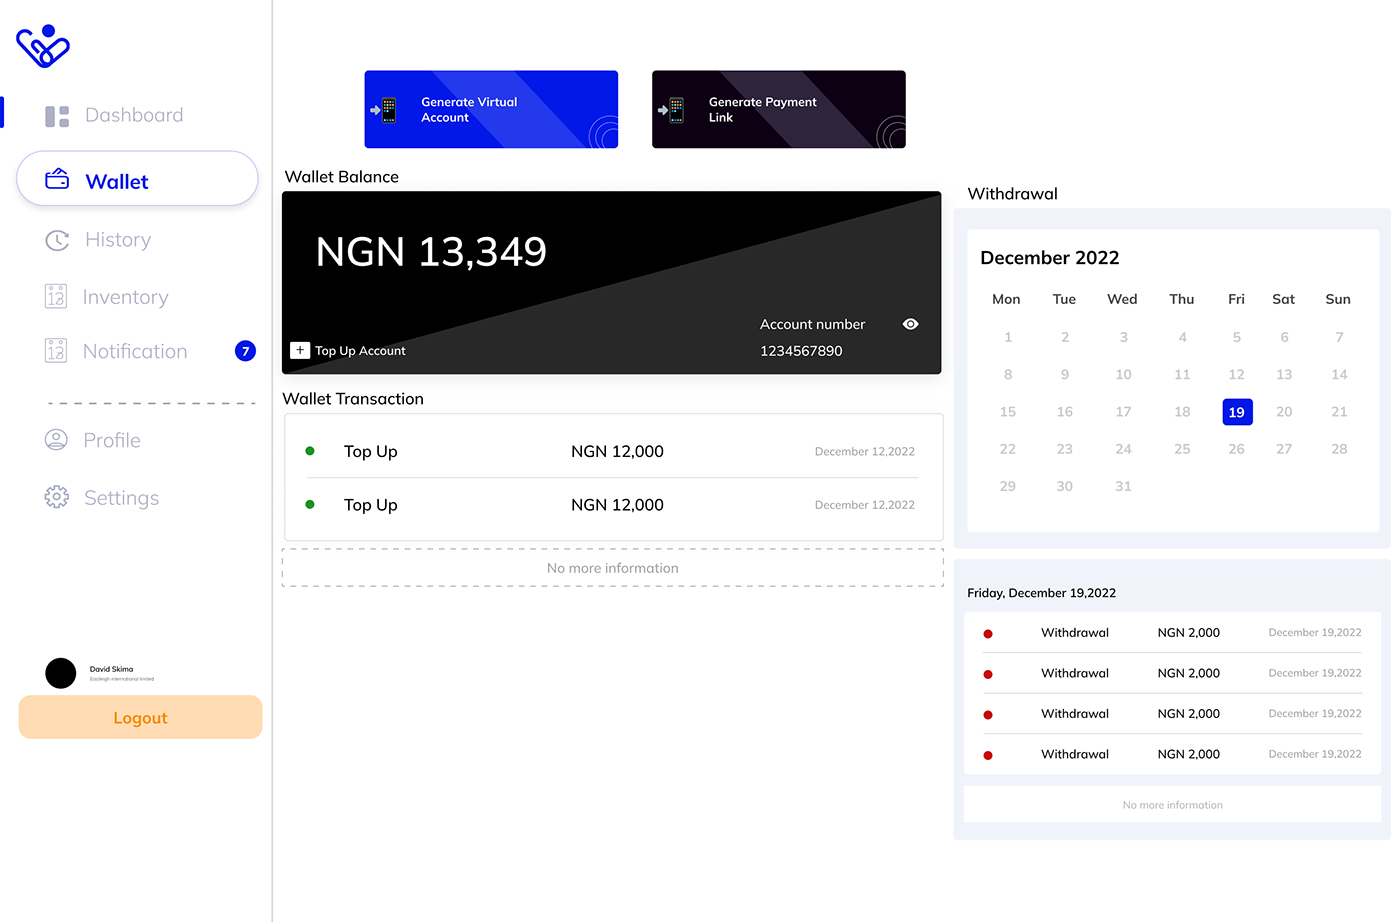 Dashboard
Wallet
History
13
Inventory
13
Notification
7
Profile
Settings
David Skima
Eastleigh international limited
Logout
Generate Virtual
Account
Generate Payment
Link
Wallet Balance
NGN 13,349
Account number
1234567890
+ Top Up Account
Wallet Transaction
Top Up NGN 12,000 December 12,2022
Top Up NGN 12,000 December 12,2022
No more information
Withdrawal
December 2022
Mon Tue Wed Thu Fri Sat Sun
1 2 3 4 5 6 7
8 9 10 11 12 13 14
15 16 17 18 19 20 21
22 23 24 25 26 27 28
29 30 31
Friday, December 19,2022
Withdrawal NGN 2,000 December 19,2022
Withdrawal NGN 2,000 December 19,2022
Withdrawal NGN 2,000 December 19,2022
Withdrawal NGN 2,000 December 19,2022
No more information